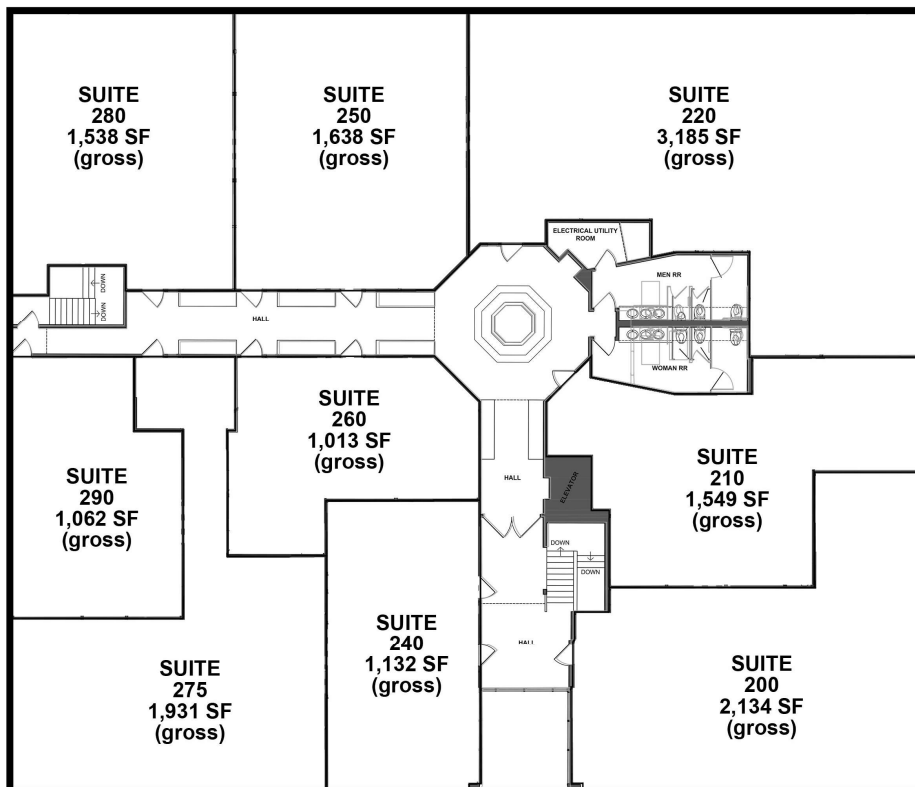 SUITE
280
1,538 SF
(gross)
SUITE
250
1,638 SF
(gross)
SUITE
220
3,185 SF
(gross)
ELECTRICAL UTILITY
ROOM
MEN RR
DOWN
DOWN
HALL
WOMAN RR
SUITE
260
1,013 SF
(gross)
SUITE
290
1,062 SF
(gross)
HALL
ELEVATOR
SUITE
210
1,549 SF
(gross)
DOWN
DOWN
SUITE
240
1,132 SF
(gross)
HALL
SUITE
275
1,931 SF
(gross)
SUITE
200
2,134 SF
(gross)